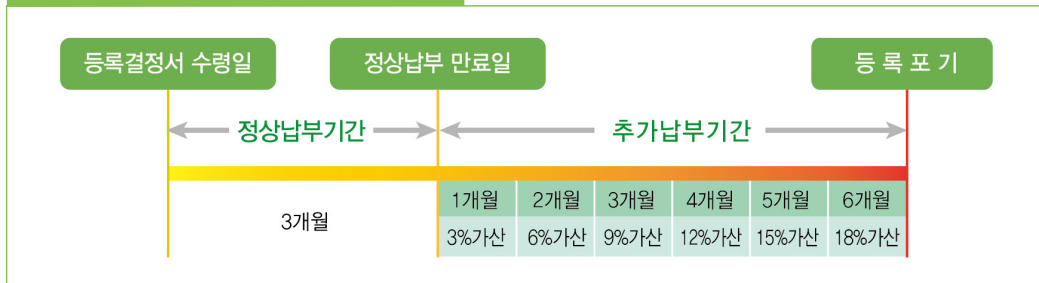 등록결정서 수령일 정상납부 만료일 등 록 포 기
정상납부기간 추가납부기간
3개월
1개월 2개월 3개월 4개월 5개월 6개월
3%가산 6%가산 9%가산 12%가산 15%가산 18%가산